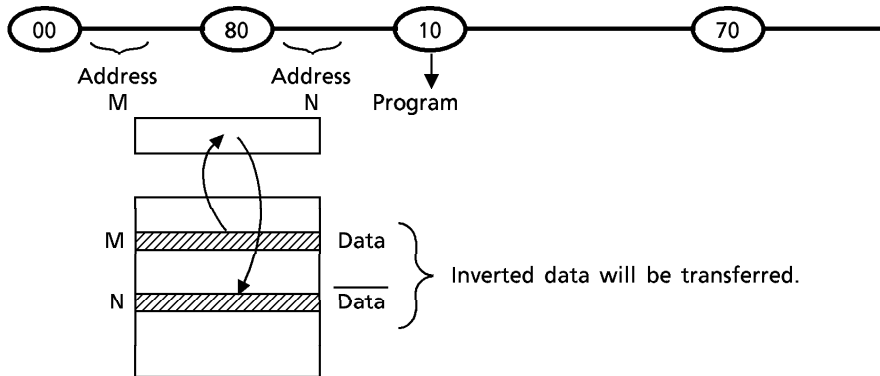 00 80 10 70
Address Address
M N Program
M Data
Inverted data will be transferred.
N Data